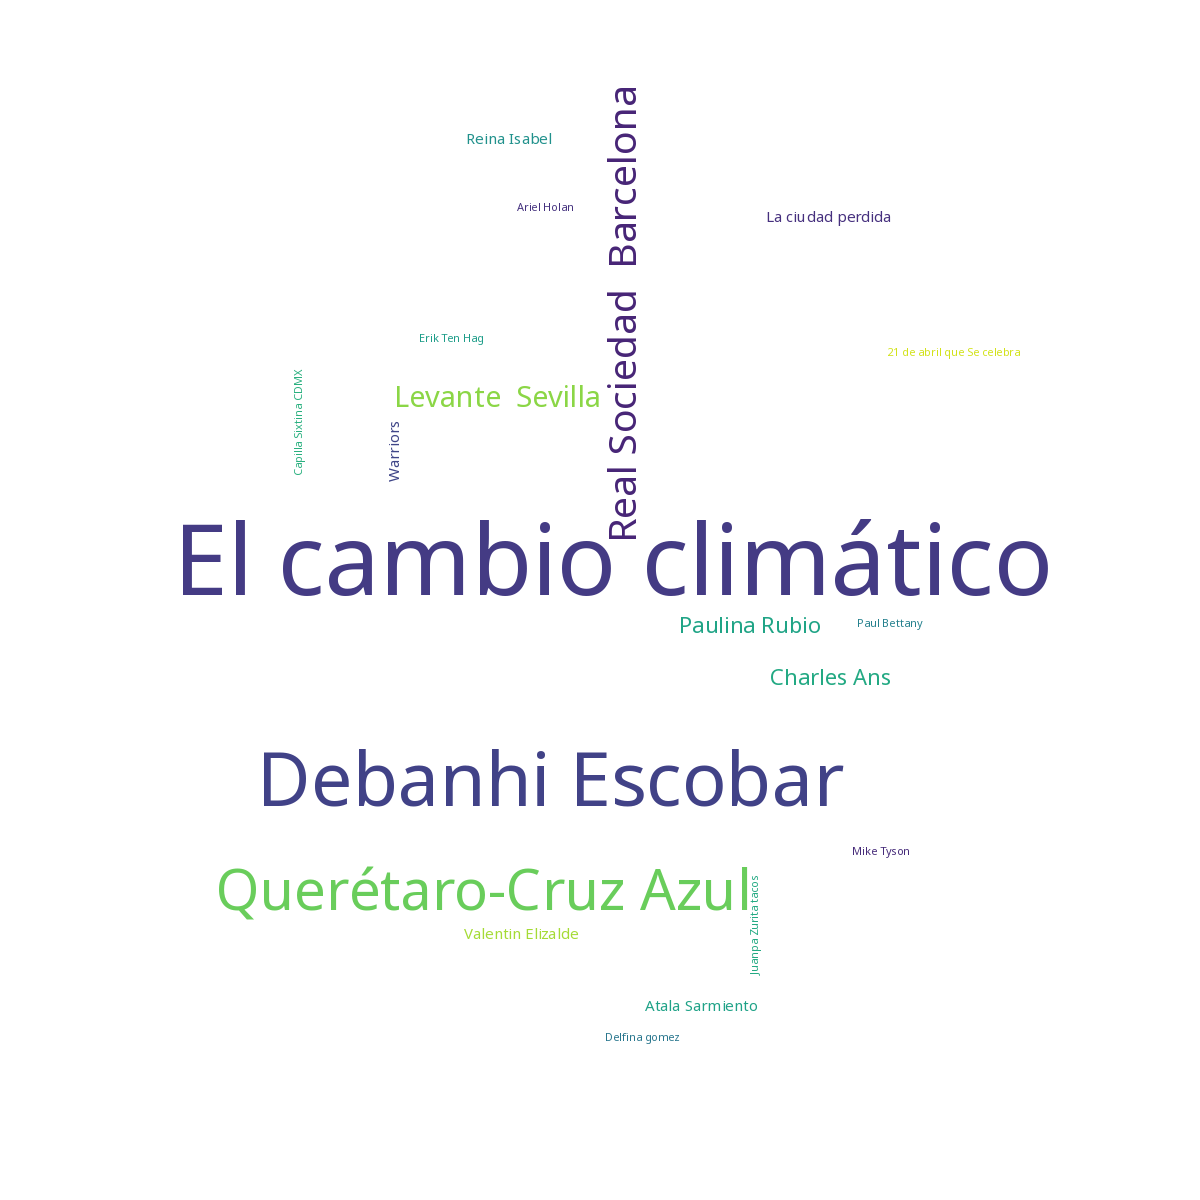 Real Sociedad  Barcelona
Reina Isabel
Ariel Holan
La ciudad perdida
Erik Ten Hag
21 de abril que Se celebra
Capilla Sixtina CDMX
Levante  Sevilla
Warriors
El cambio climático
Paulina Rubio
Paul Bettany
Charles Ans
Debanhi Escobar
Mike Tyson
Querétaro-Cruz Azul
Juanpa Zurita tacos
Valentin Elizalde
Atala Sarmiento
Delfina gomez